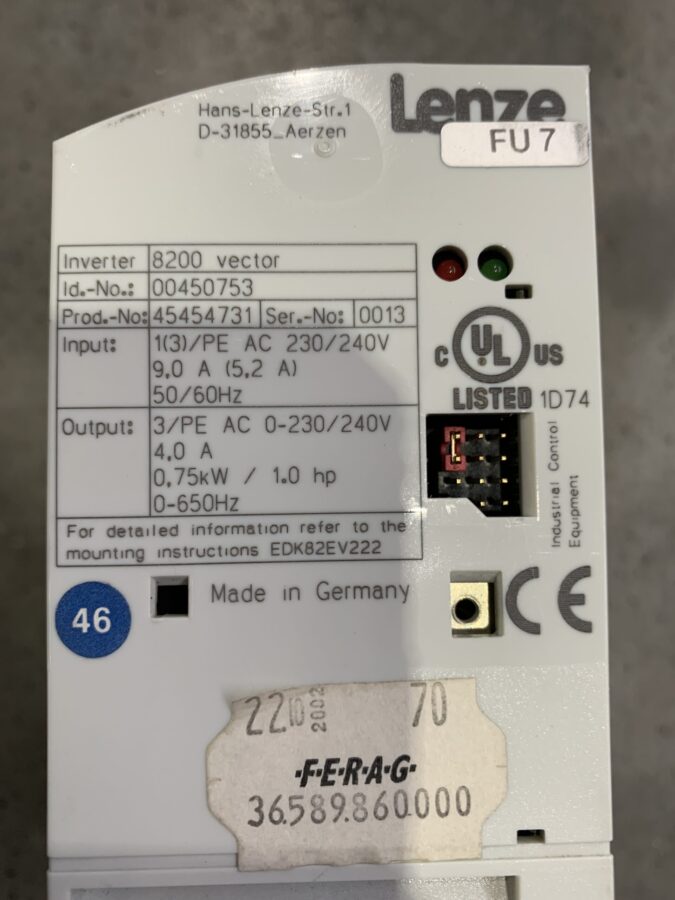 Hans-Lenze-Str.1
D-31855_Aerzen
Lenze
FU 7
Inverter 8200 vector
Id.-No.: 00450753
Prod.-No: 45454731 Ser.-No: 0013
Input: 1(3)/PE AC 230/240V
9.0 A (5.2 A)
50/60Hz
Output: 3/PE AC 0-230/240V
4.0 A
0.75kW / 1.0 hp
0-650Hz
For detailed information refer to the
mounting instructions EDK82EV222
C UL US
LISTED 1D74
Industrial Control
Equipment
46
Made in Germany
CE
22 10 2002 70
·F·E·R·A·G·
36.589.860.000